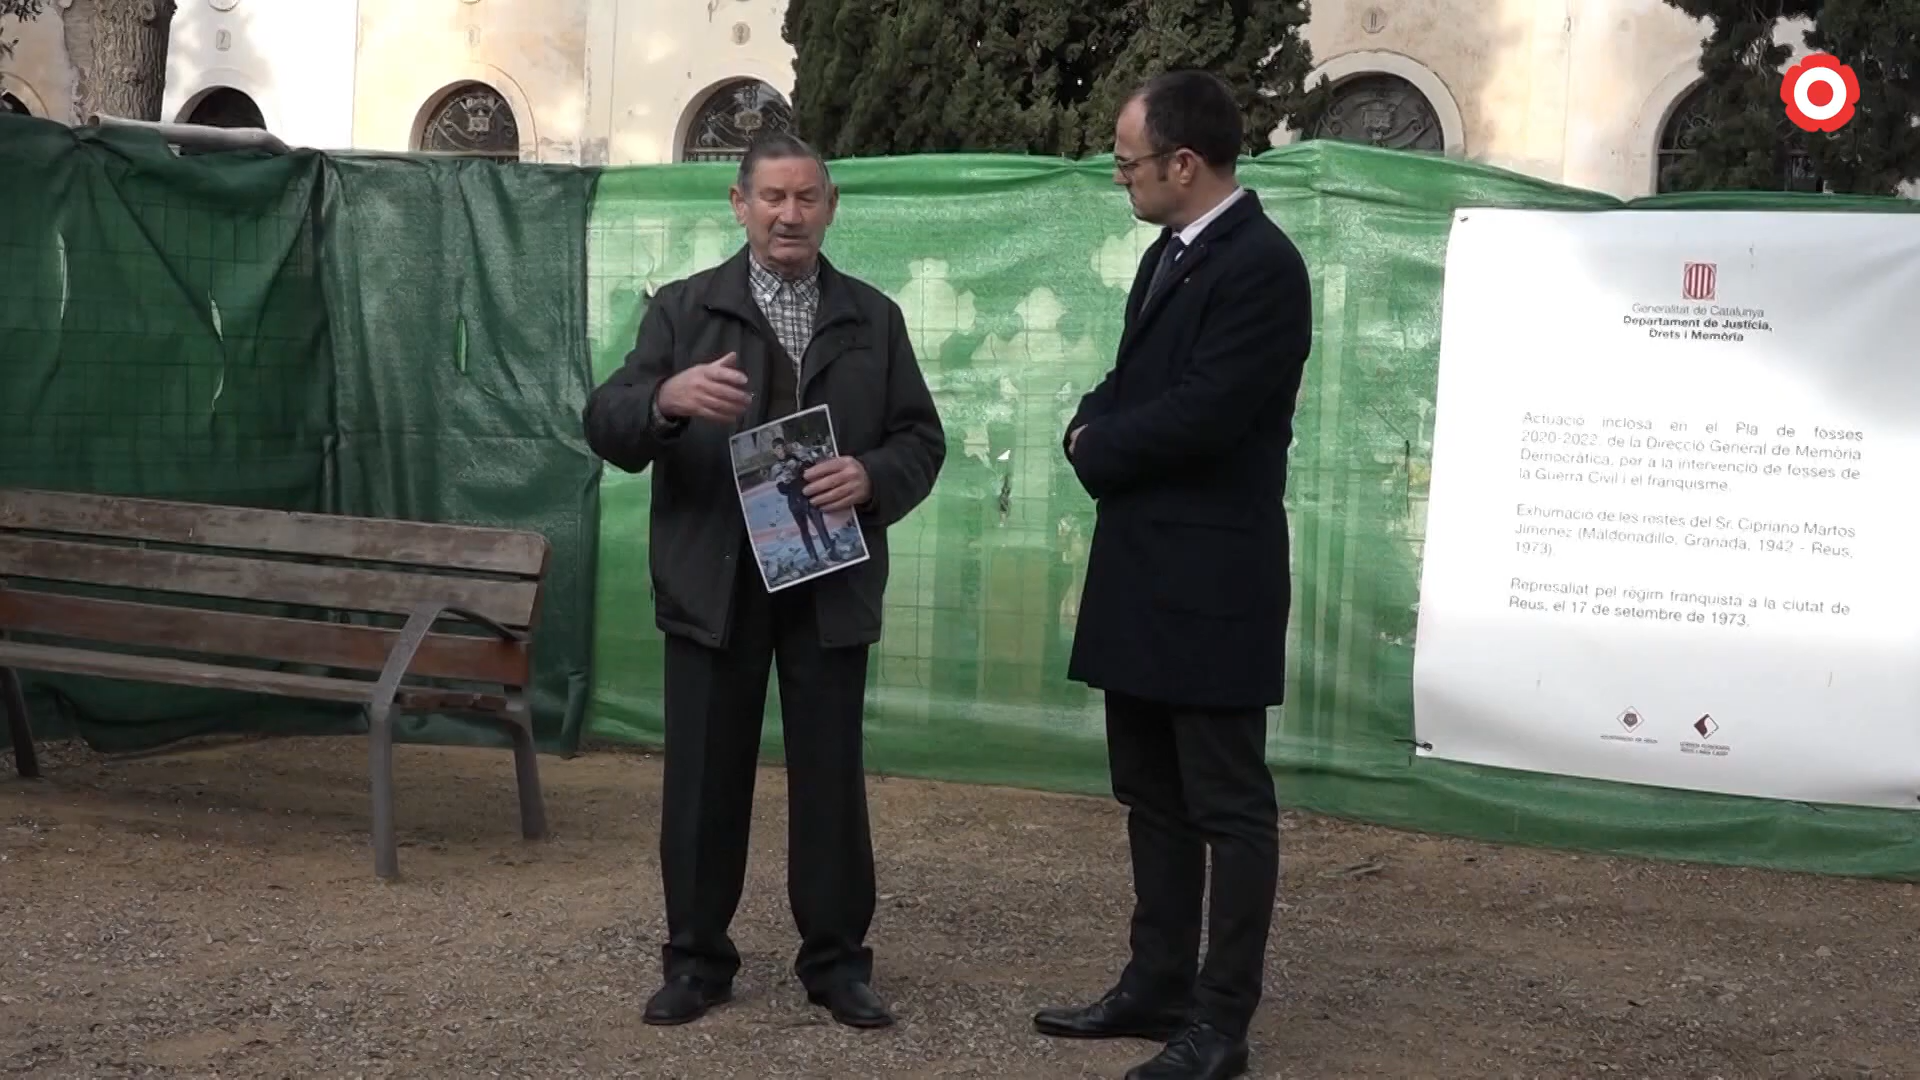 Generalitat de Catalunya
Departament de Justícia,
Drets i Memòria
Actuació inclosa en el Pla de fosses
2020-2022, de la Direcció General de Memòria
Democràtica, per a la intervenció de fosses de
la Guerra Civil i el franquisme.
Exhumació de les restes del Sr. Cipriano Martos
Jimenez (Maldonadillo, Granada, 1942 - Reus,
1973).
Represaliat pel règim franquista a la ciutat de
Reus, el 17 de setembre de 1973.